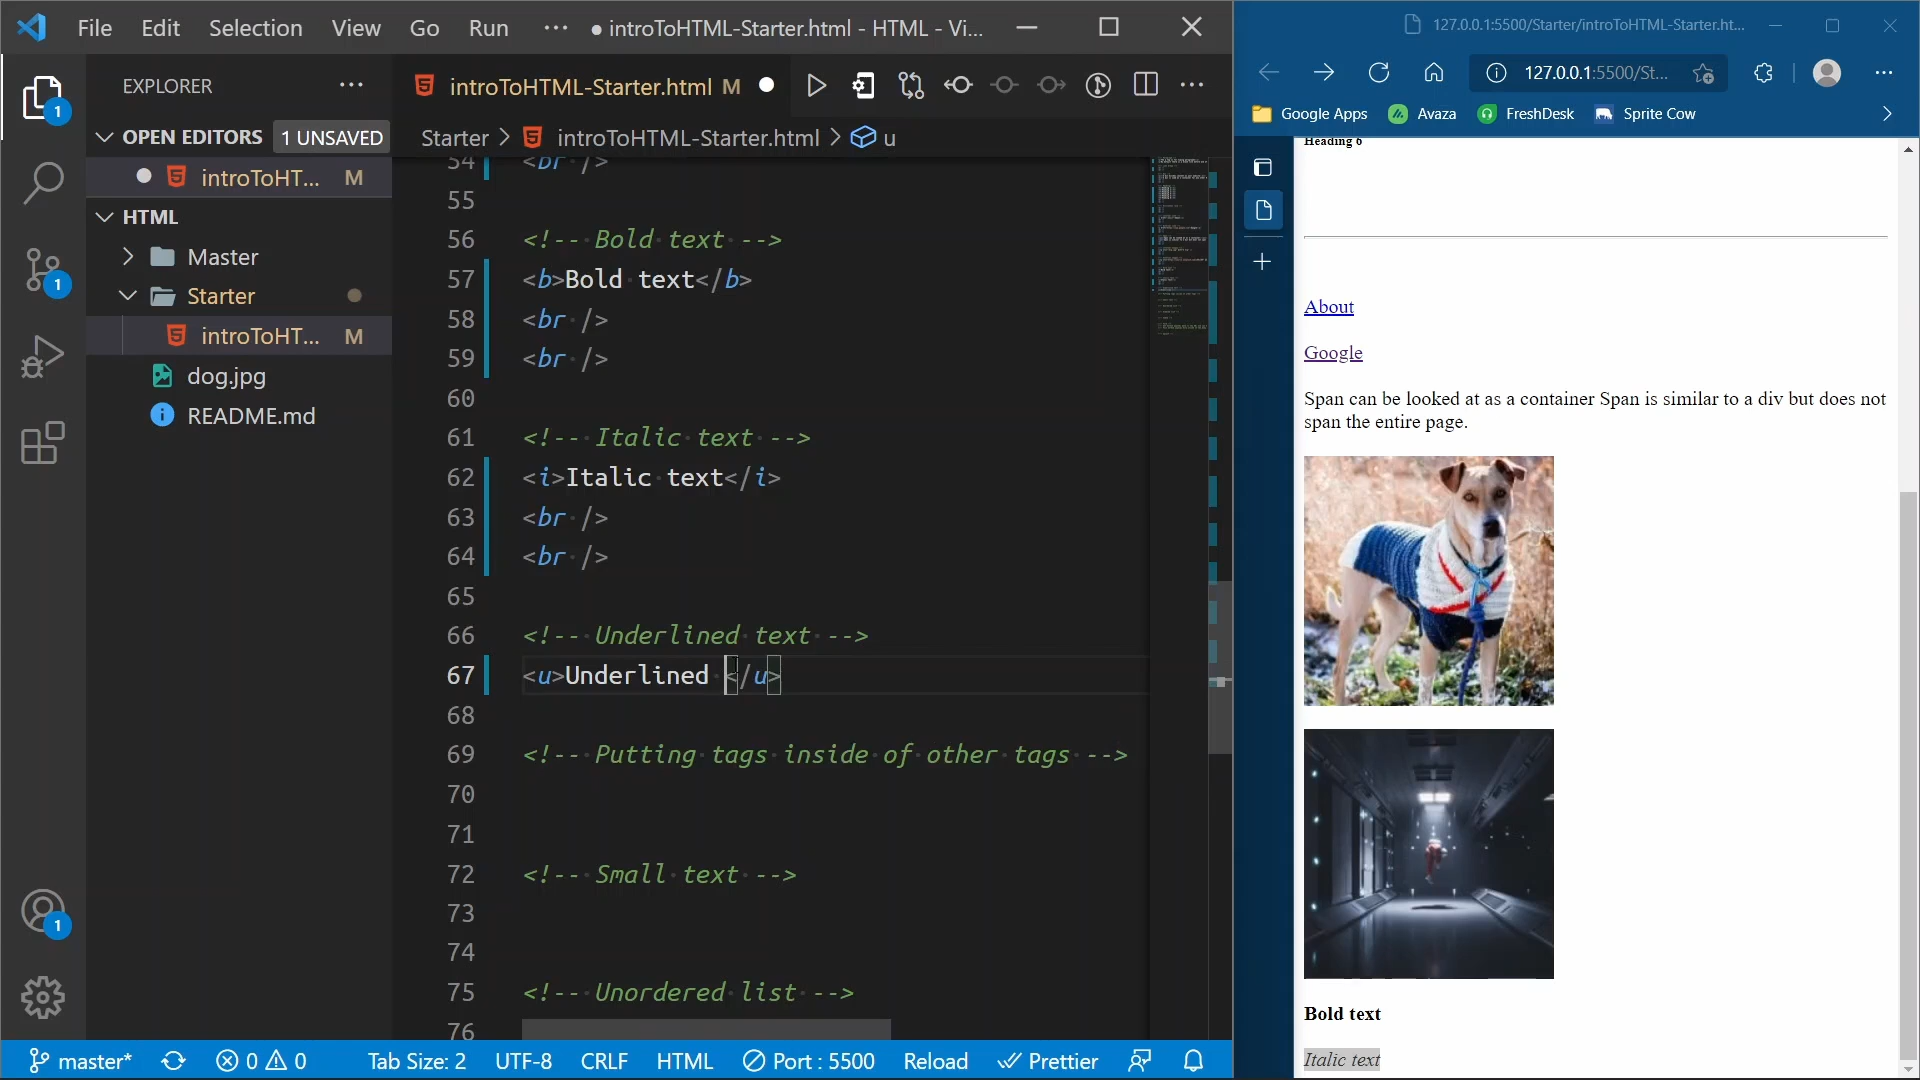 File Edit Selection View Go Run ··· ● introToHTML-Starter.html - HTML - Vi...
EXPLORER ···
OPEN EDITORS 1 UNSAVED
introToHT... M
HTML
Master
Starter
introToHT... M
dog.jpg
README.md
1
1
1
introToHTML-Starter.html M
Starter > introToHTML-Starter.html > u
54 <br />
55
56 <!-- Bold text -->
57 <b>Bold text</b>
58 <br />
59 <br />
60
61 <!-- Italic text -->
62 <i>Italic text</i>
63 <br />
64 <br />
65
66 <!-- Underlined text -->
67 <u>Underlined </u>
68
69 <!-- Putting tags inside of other tags -->
70
71
72 <!-- Small text -->
73
74
75 <!-- Unordered list -->
76
master* 0 0 Tab Size: 2 UTF-8 CRLF HTML Port : 5500 Reload Prettier
127.0.0.1:5500/Starter/introToHTML-Starter.ht...
127.0.0.1:5500/St...
Google Apps Avaza FreshDesk Sprite Cow
Heading 6
About
Google
Span can be looked at as a container Span is similar to a div but does not
span the entire page.
Bold text
Italic text